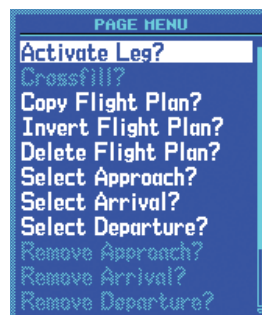 PAGE MENU
Activate Leg?
Crossfill?
Copy Flight Plan?
Invert Flight Plan?
Delete Flight Plan?
Select Approach?
Select Arrival?
Select Departure?
Remove Approach?
Remove Arrival?
Remove Departure?